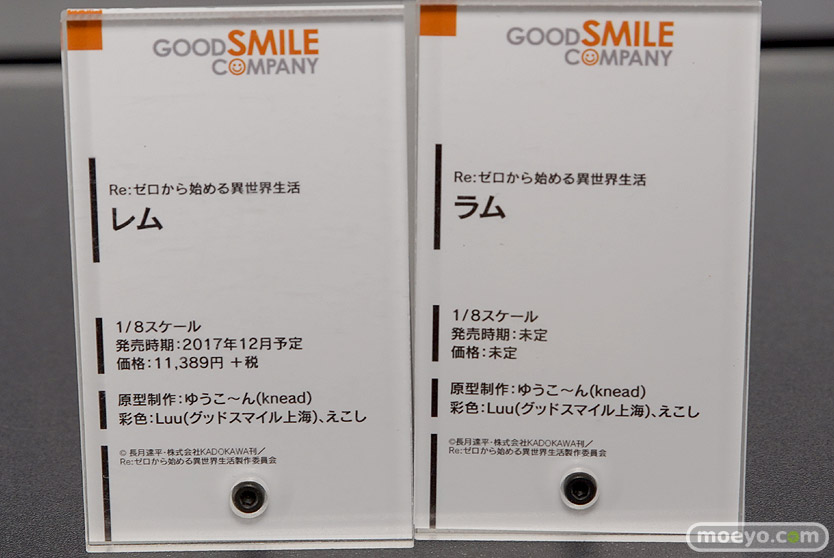 GOODSMILE
COMPANY
Re:ゼロから始める異世界生活
レム
1/8スケール
発売時期:2017年12月予定
価格:11,389円 +税
原型制作:ゆうこ〜ん(knead)
彩色:Luu(グッドスマイル上海)、えこし
© 長月達平・株式会社KADOKAWA刊/
Re:ゼロから始める異世界生活製作委員会
GOODSMILE
COMPANY
Re:ゼロから始める異世界生活
ラム
1/8スケール
発売時期:未定
価格:未定
原型制作:ゆうこ〜ん(knead)
彩色:Luu(グッドスマイル上海)、えこし
©長月達平・株式会社KADOKAWA刊/
Re:ゼロから始める異世界生活製作委員会
moeyo.com